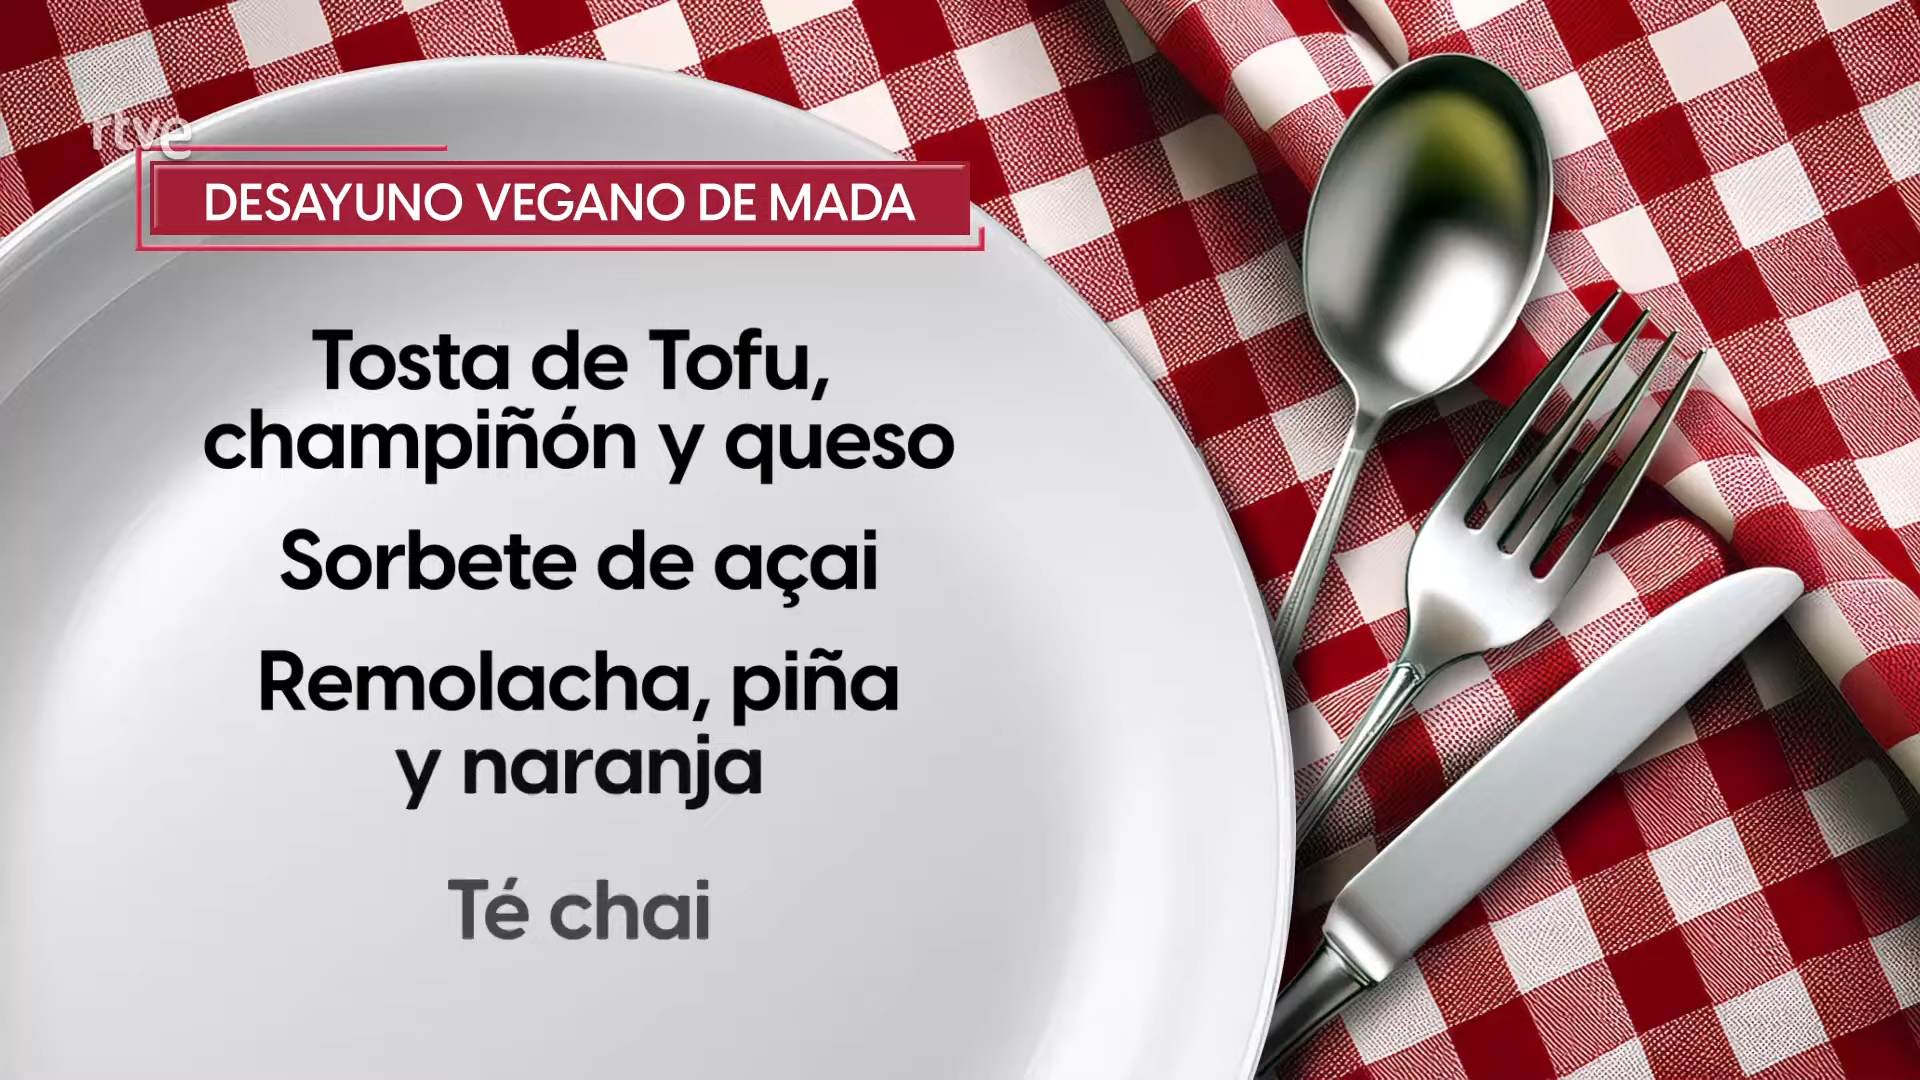 rtve
DESAYUNO VEGANO DE MADA
Tosta de Tofu,
champiñón y queso
Sorbete de açai
Remolacha, piña
y naranja
Té chai